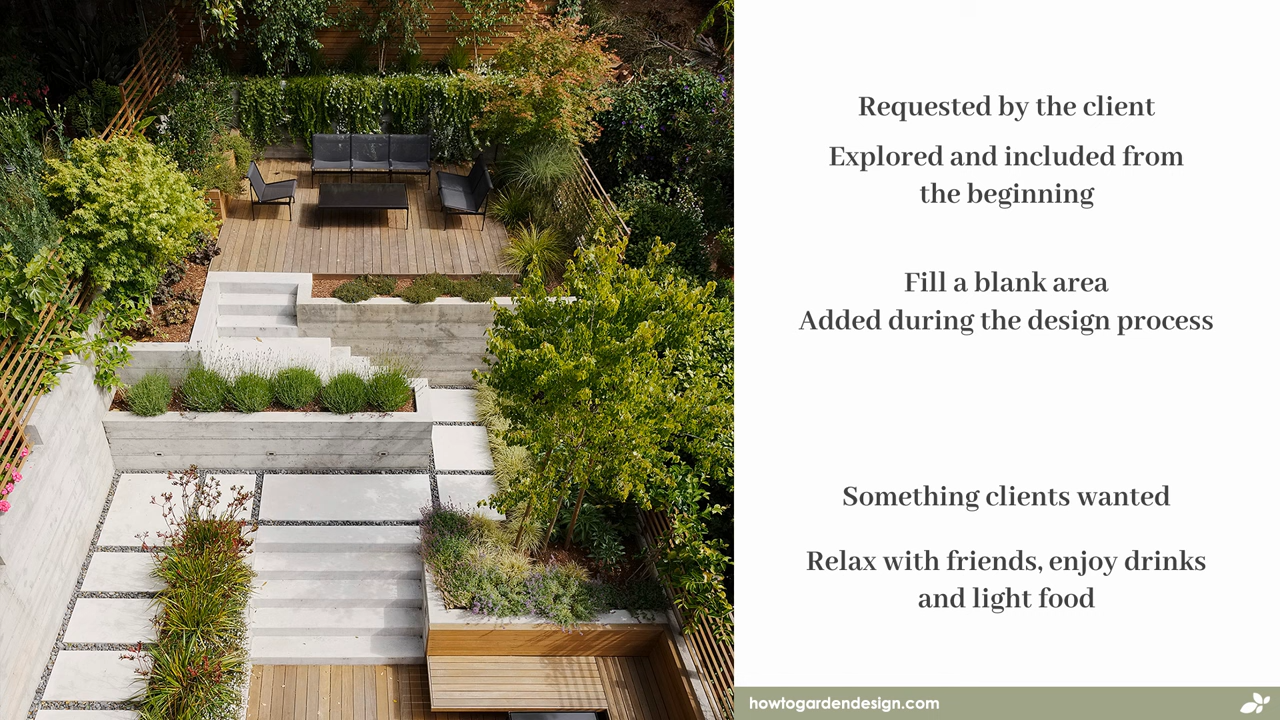 Requested by the client
Explored and included from
the beginning
Fill a blank area
Added during the design process
Something clients wanted
Relax with friends, enjoy drinks
and light food
howtogardendesign.com